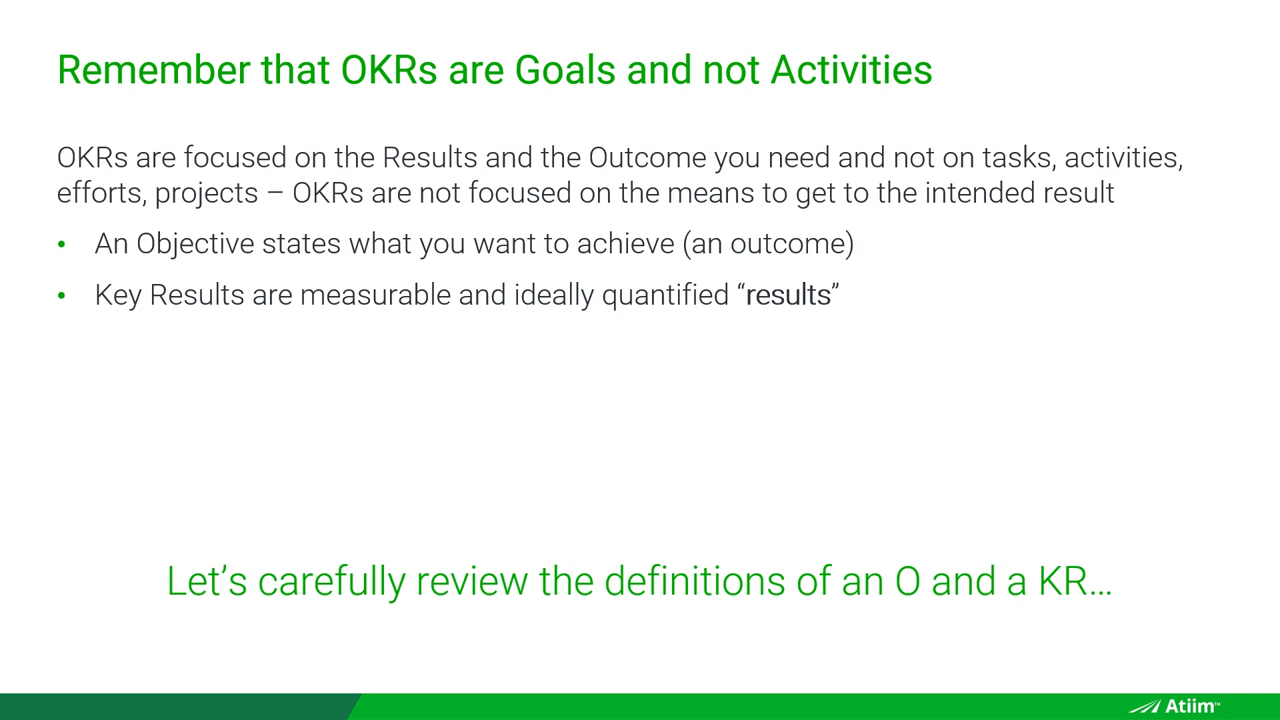 Remember that OKRs are Goals and not Activities
OKRs are focused on the Results and the Outcome you need and not on tasks, activities,
efforts, projects – OKRs are not focused on the means to get to the intended result
• An Objective states what you want to achieve (an outcome)
• Key Results are measurable and ideally quantified “results”
Let’s carefully review the definitions of an O and a KR...
Atiim™